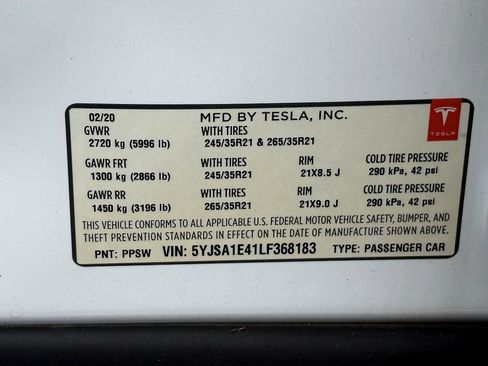 02/20 MFD BY TESLA, INC.
GVWR WITH TIRES
2720 kg (5996 lb) 245/35R21 & 265/35R21
TESLA
GAWR FRT WITH TIRES RIM COLD TIRE PRESSURE
1300 kg (2866 lb) 245/35R21 21X8.5 J 290 kPa, 42 psi
GAWR RR WITH TIRES RIM COLD TIRE PRESSURE
1450 kg (3196 lb) 265/35R21 21X9.0 J 290 kPa, 42 psi
THIS VEHICLE CONFORMS TO ALL APPLICABLE U.S. FEDERAL MOTOR VEHICLE SAFETY, BUMPER, AND
THEFT PREVENTION STANDARDS IN EFFECT ON THE DATE OF MANUFACTURE SHOWN ABOVE.
PNT: PPSW VIN: 5YJSA1E41LF368183 TYPE: PASSENGER CAR